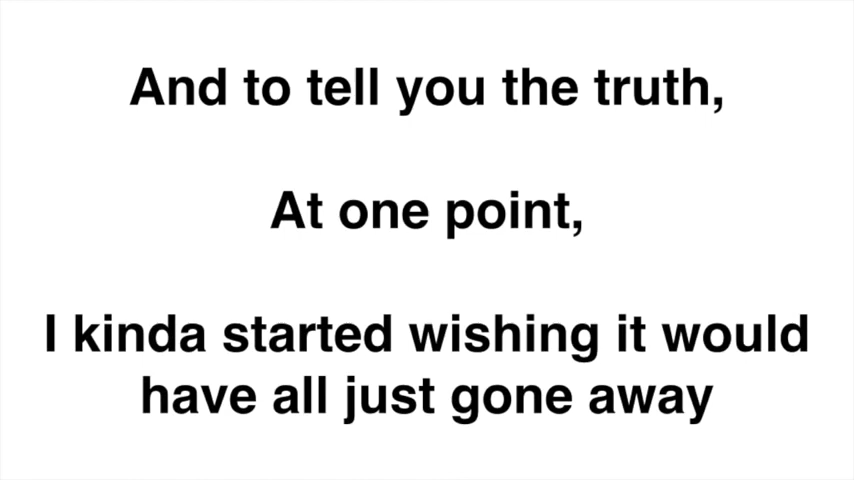 And to tell you the truth,
At one point,
I kinda started wishing it would
have all just gone away